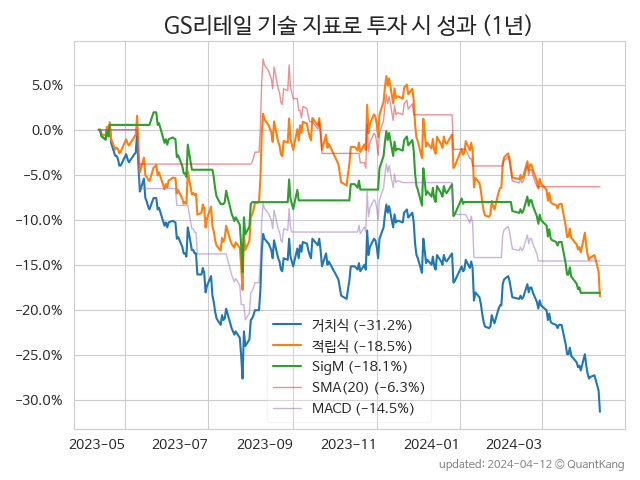 GS리테일 기술 지표로 투자 시 성과 (1년)
5.0%
0.0%
−5.0%
−10.0%
−15.0%
−20.0%
−25.0%
−30.0%
거치식 (−31.2%)
적립식 (−18.5%)
SigM (−18.1%)
SMA(20) (−6.3%)
MACD (−14.5%)
2023−05 2023−07 2023−09 2023−11 2024−01 2024−03
updated: 2024−04−12 © QuantKang